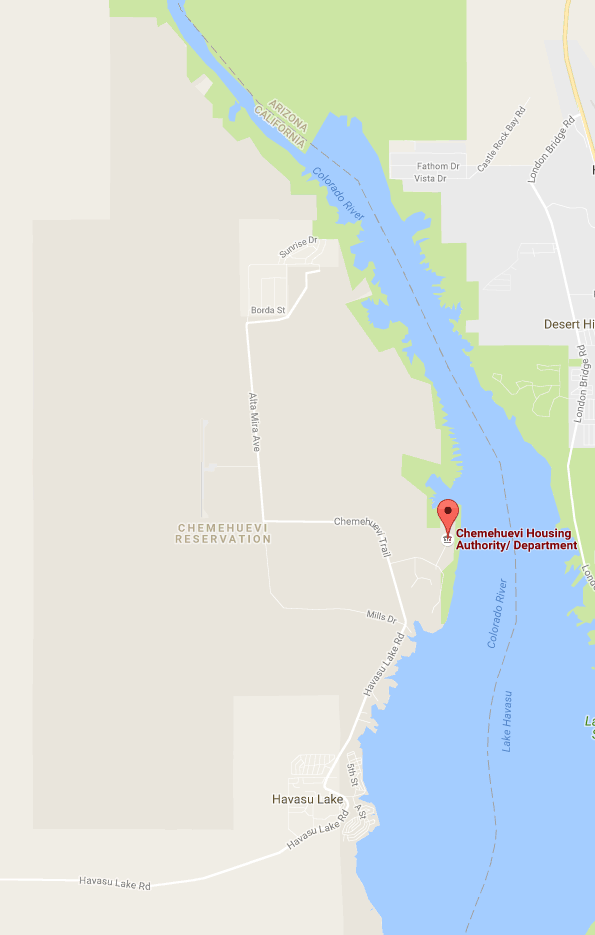 ARIZONA
CALIFORNIA
Castle Rock Bay Rd
London Bridge Rd
Fathom Dr
Vista Dr
Colorado River
Sunrise Dr
Borda St
Desert Hi
London Bridge Rd
Alta Mira Ave
CHEMEHUEVI
RESERVATION
Chemehuevi Trail
Chemehuevi Housing
Authority/ Department
London
Colorado River
Mills Dr
Havasu Lake Rd
Lake Havasu
La
S
5th St
Havasu Lake
A St
Havasu Lake Rd
Havasu Lake Rd